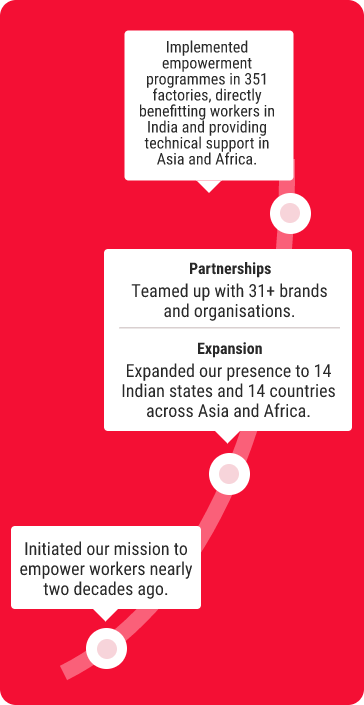 Implemented
empowerment
programmes in 351
factories, directly
benefitting workers in
India and providing
technical support in
Asia and Africa.
Partnerships
Teamed up with 31+ brands
and organisations.
Expansion
Expanded our presence to 14
Indian states and 14 countries
across Asia and Africa.
Initiated our mission to
empower workers nearly
two decades ago.